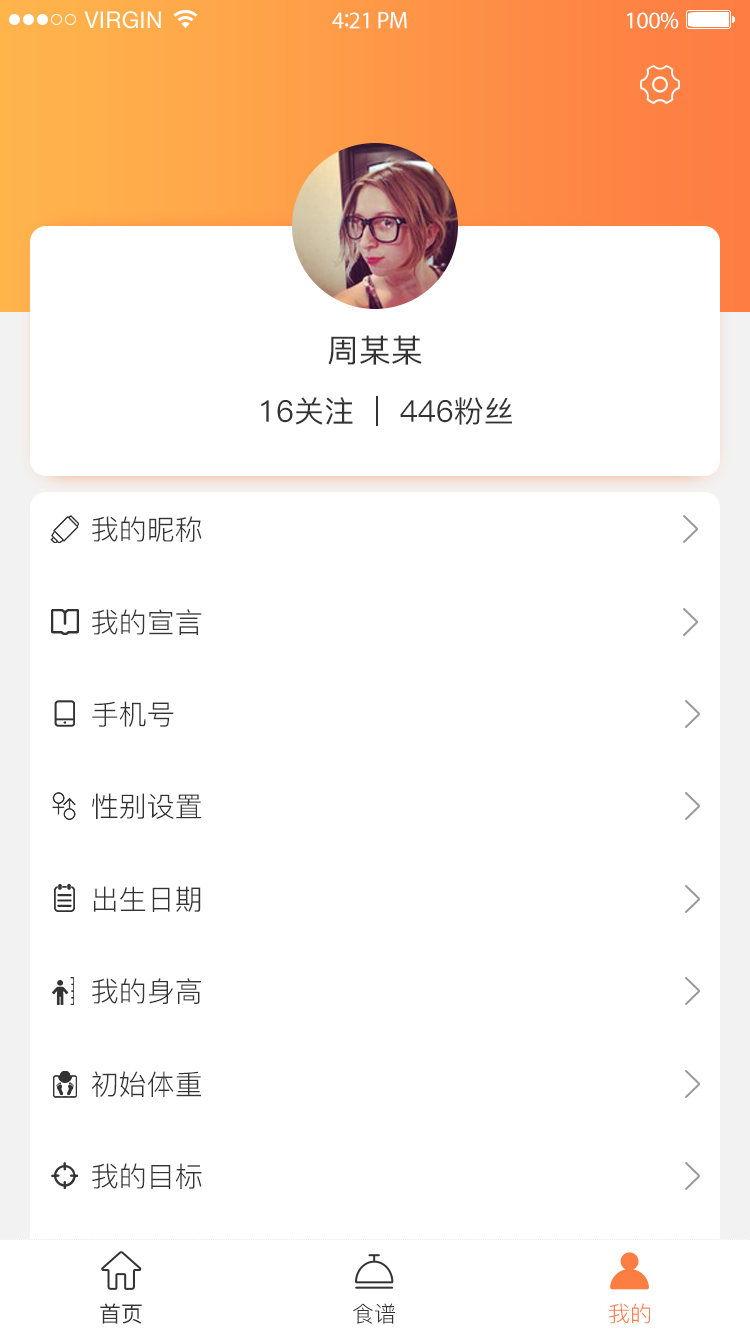 VIRGIN 4:21 PM 100%
周某某
16关注 | 446粉丝
我的昵称
我的宣言
手机号
性别设置
出生日期
我的身高
初始体重
我的目标
首页 食谱 我的